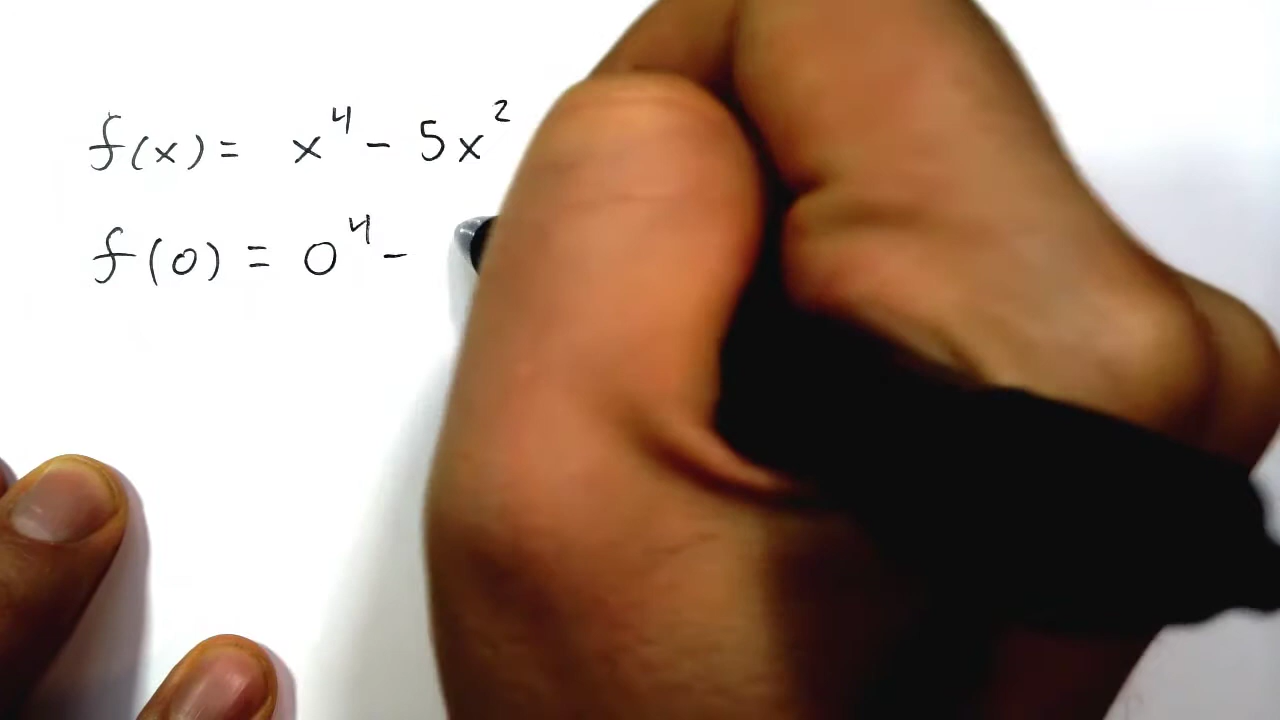 f(x) = x⁴ - 5x²
f(0) = 0⁴ -